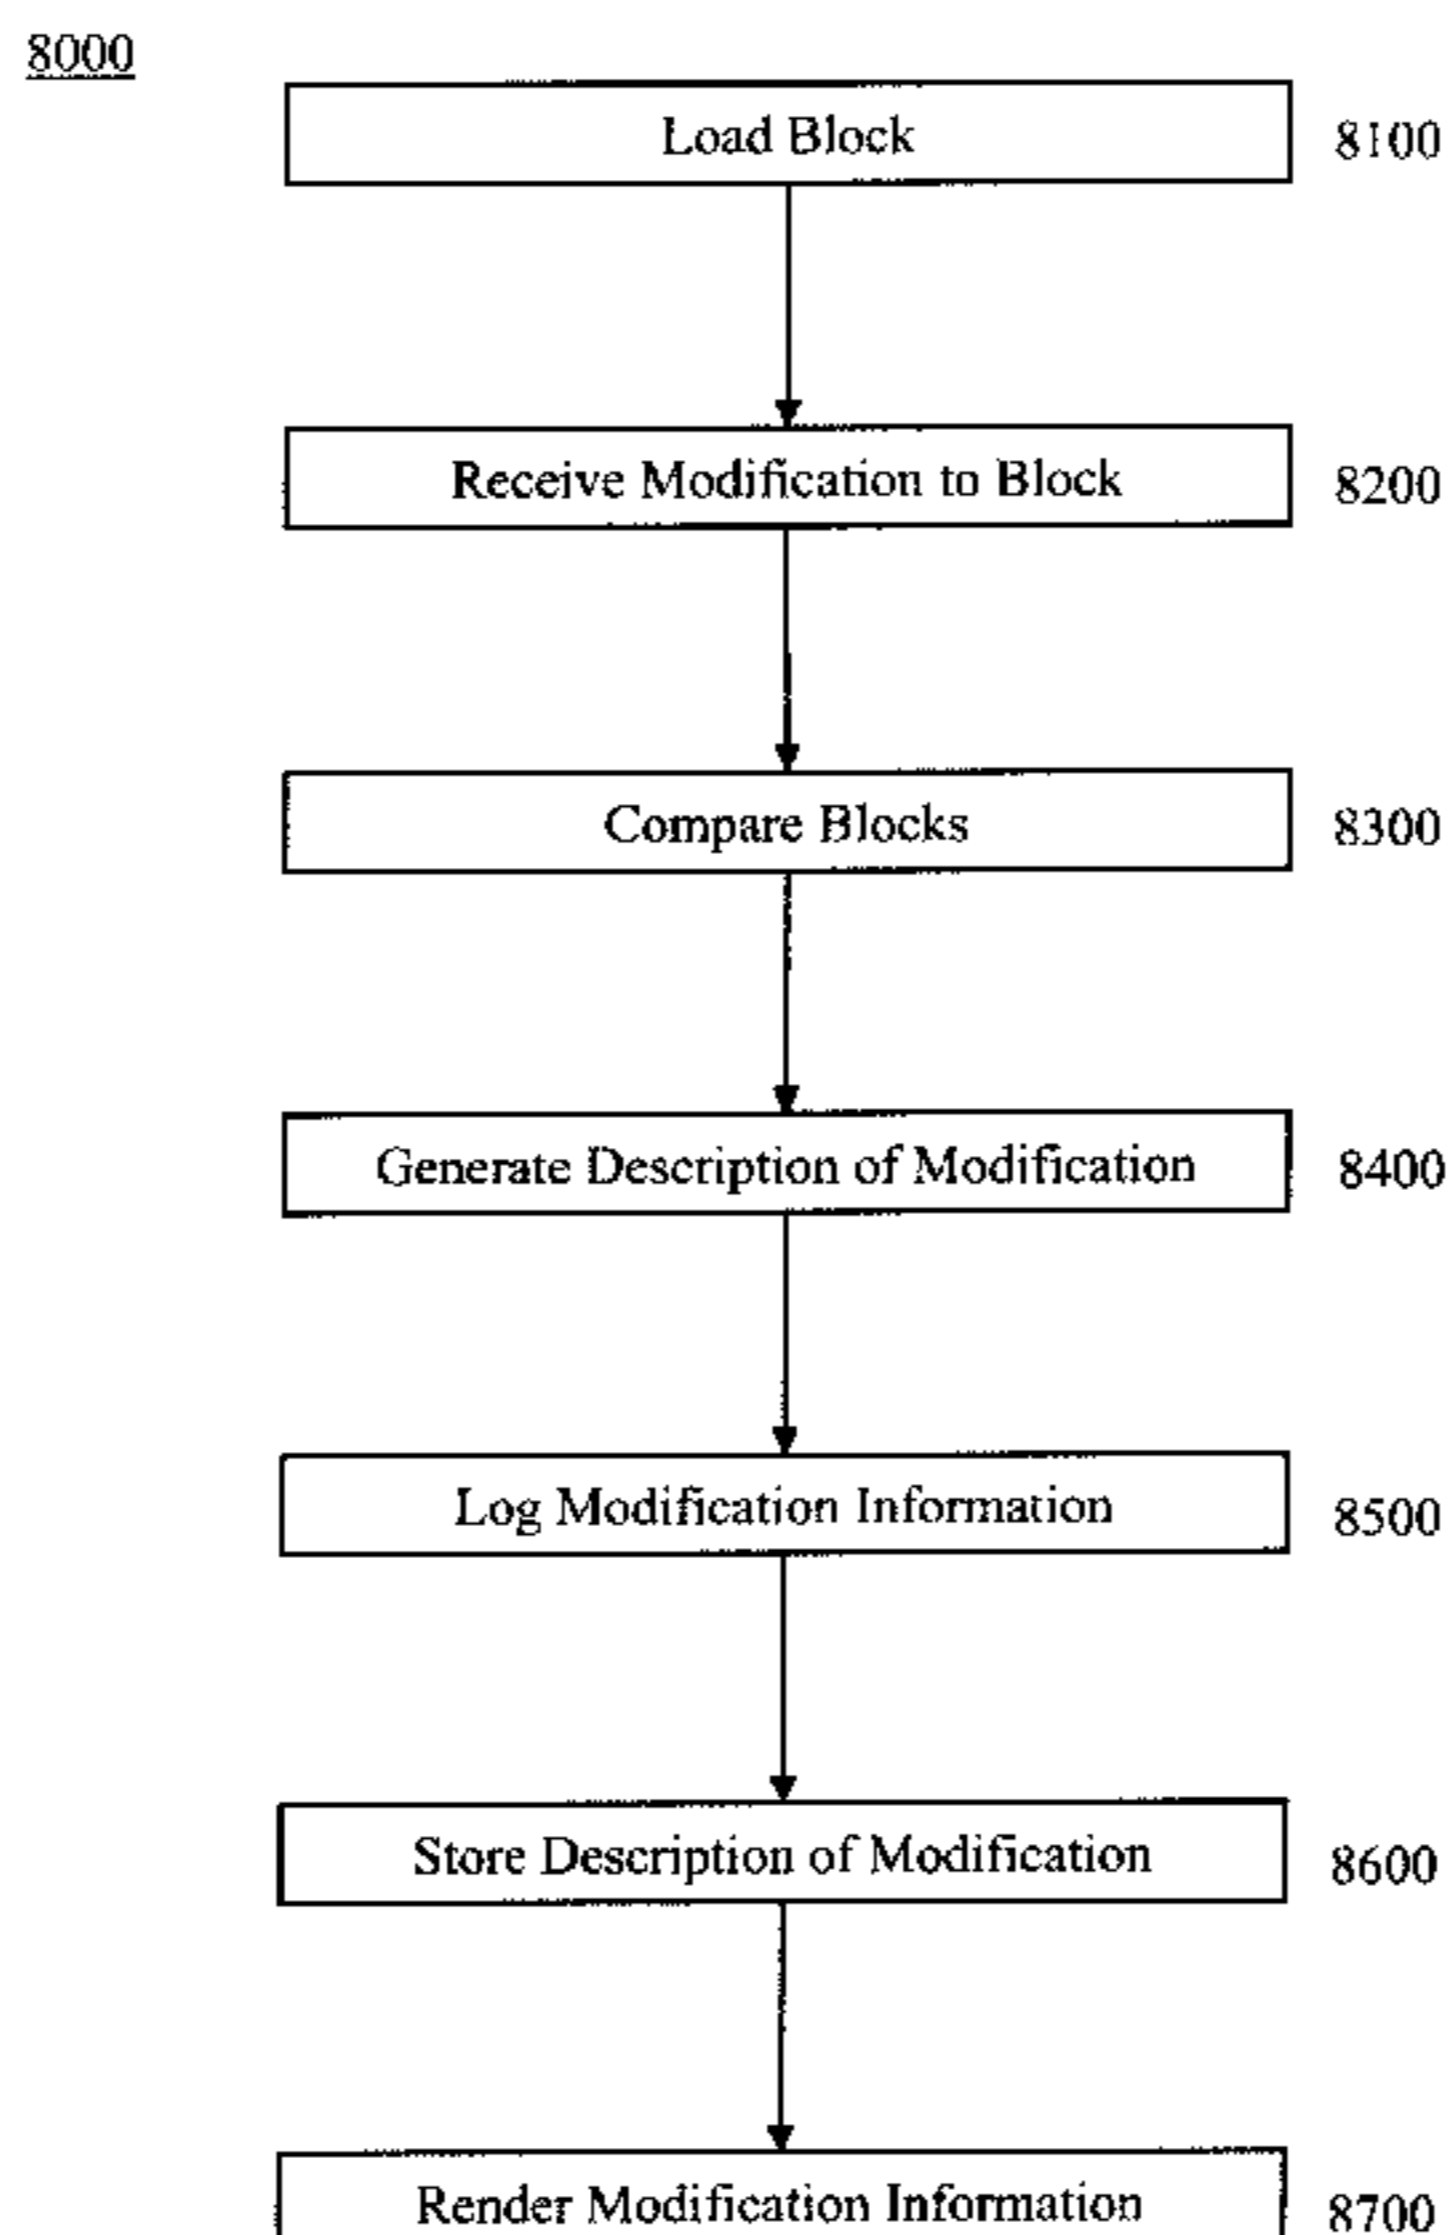 8000
Load Block
8100
Receive Modification to Block
8200
Compare Blocks
8300
Generate Description of Modification
8400
Log Modification Information
8500
Store Description of Modification
8600
Render Modification Information
8700